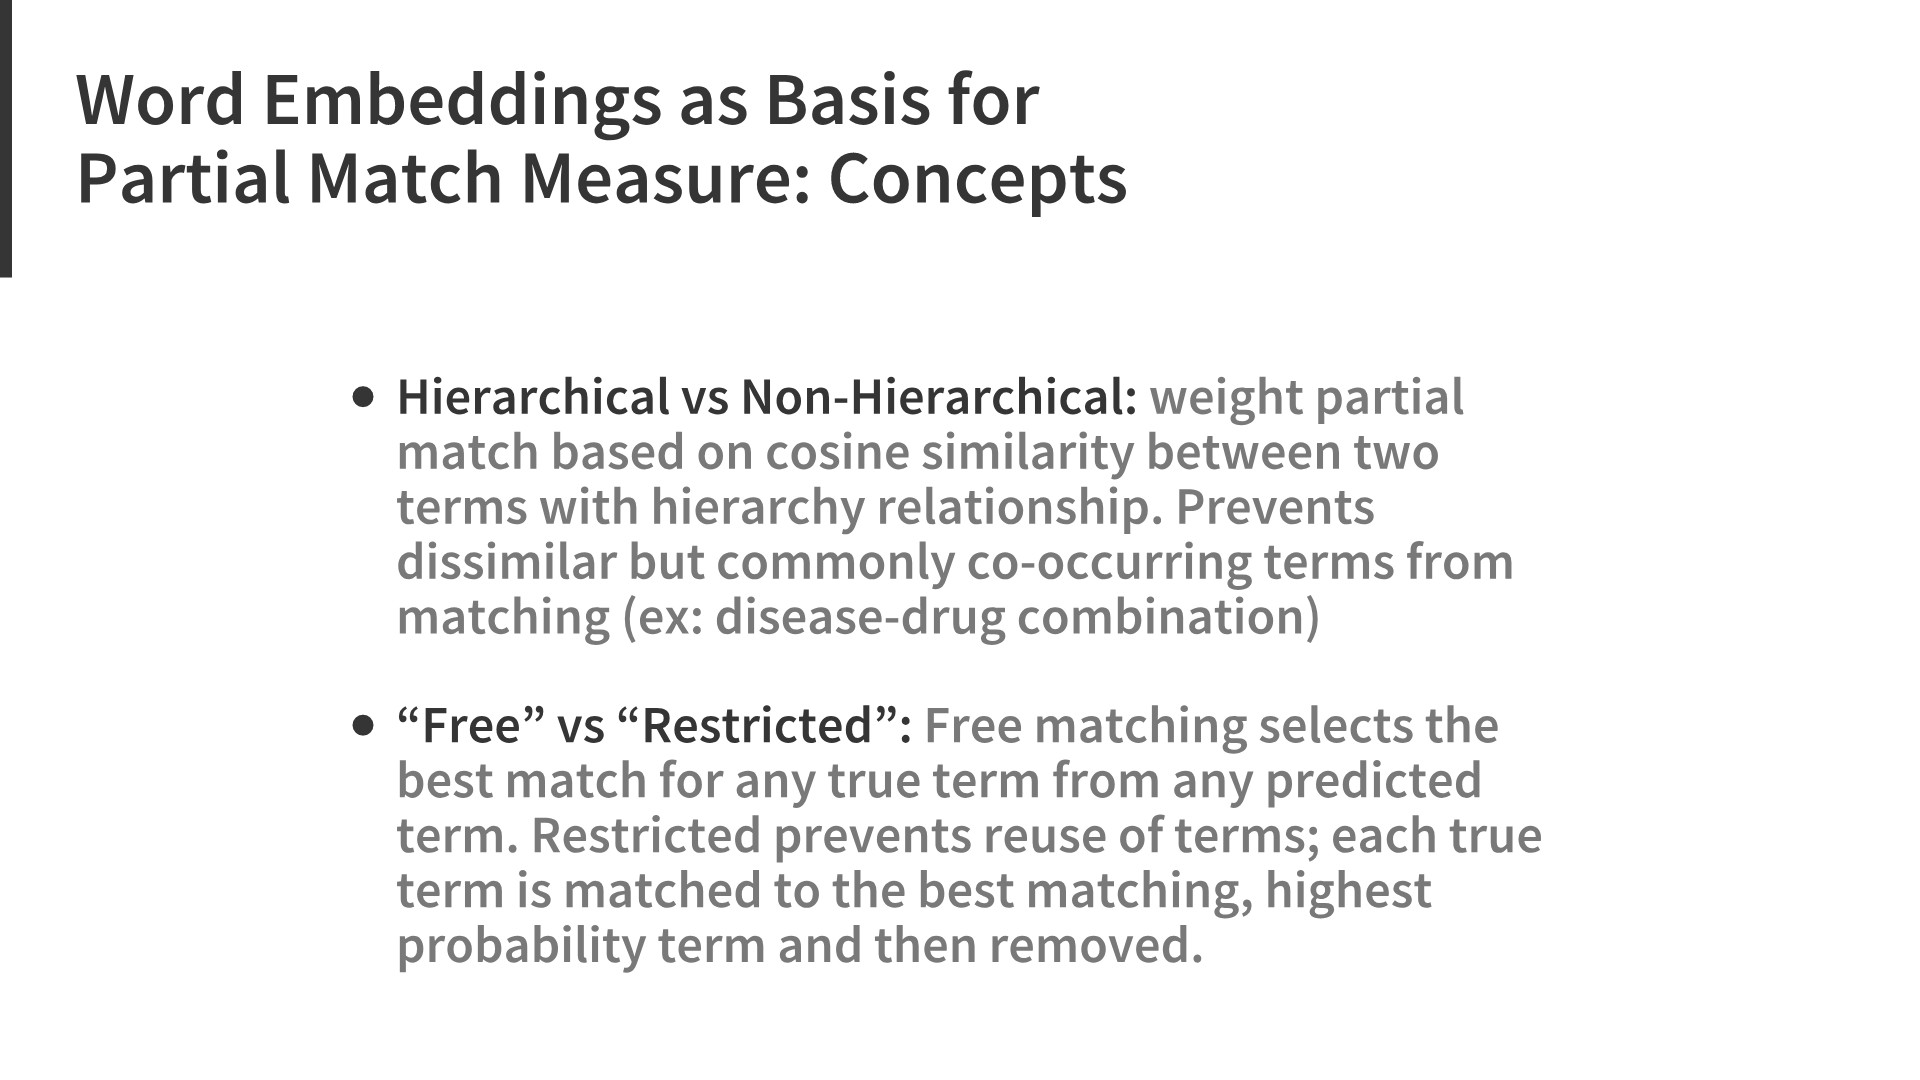 Word Embeddings as Basis for
Partial Match Measure: Concepts
• Hierarchical vs Non-Hierarchical: weight partial
match based on cosine similarity between two
terms with hierarchy relationship. Prevents
dissimilar but commonly co-occurring terms from
matching (ex: disease-drug combination)
• “Free” vs “Restricted”: Free matching selects the
best match for any true term from any predicted
term. Restricted prevents reuse of terms; each true
term is matched to the best matching, highest
probability term and then removed.